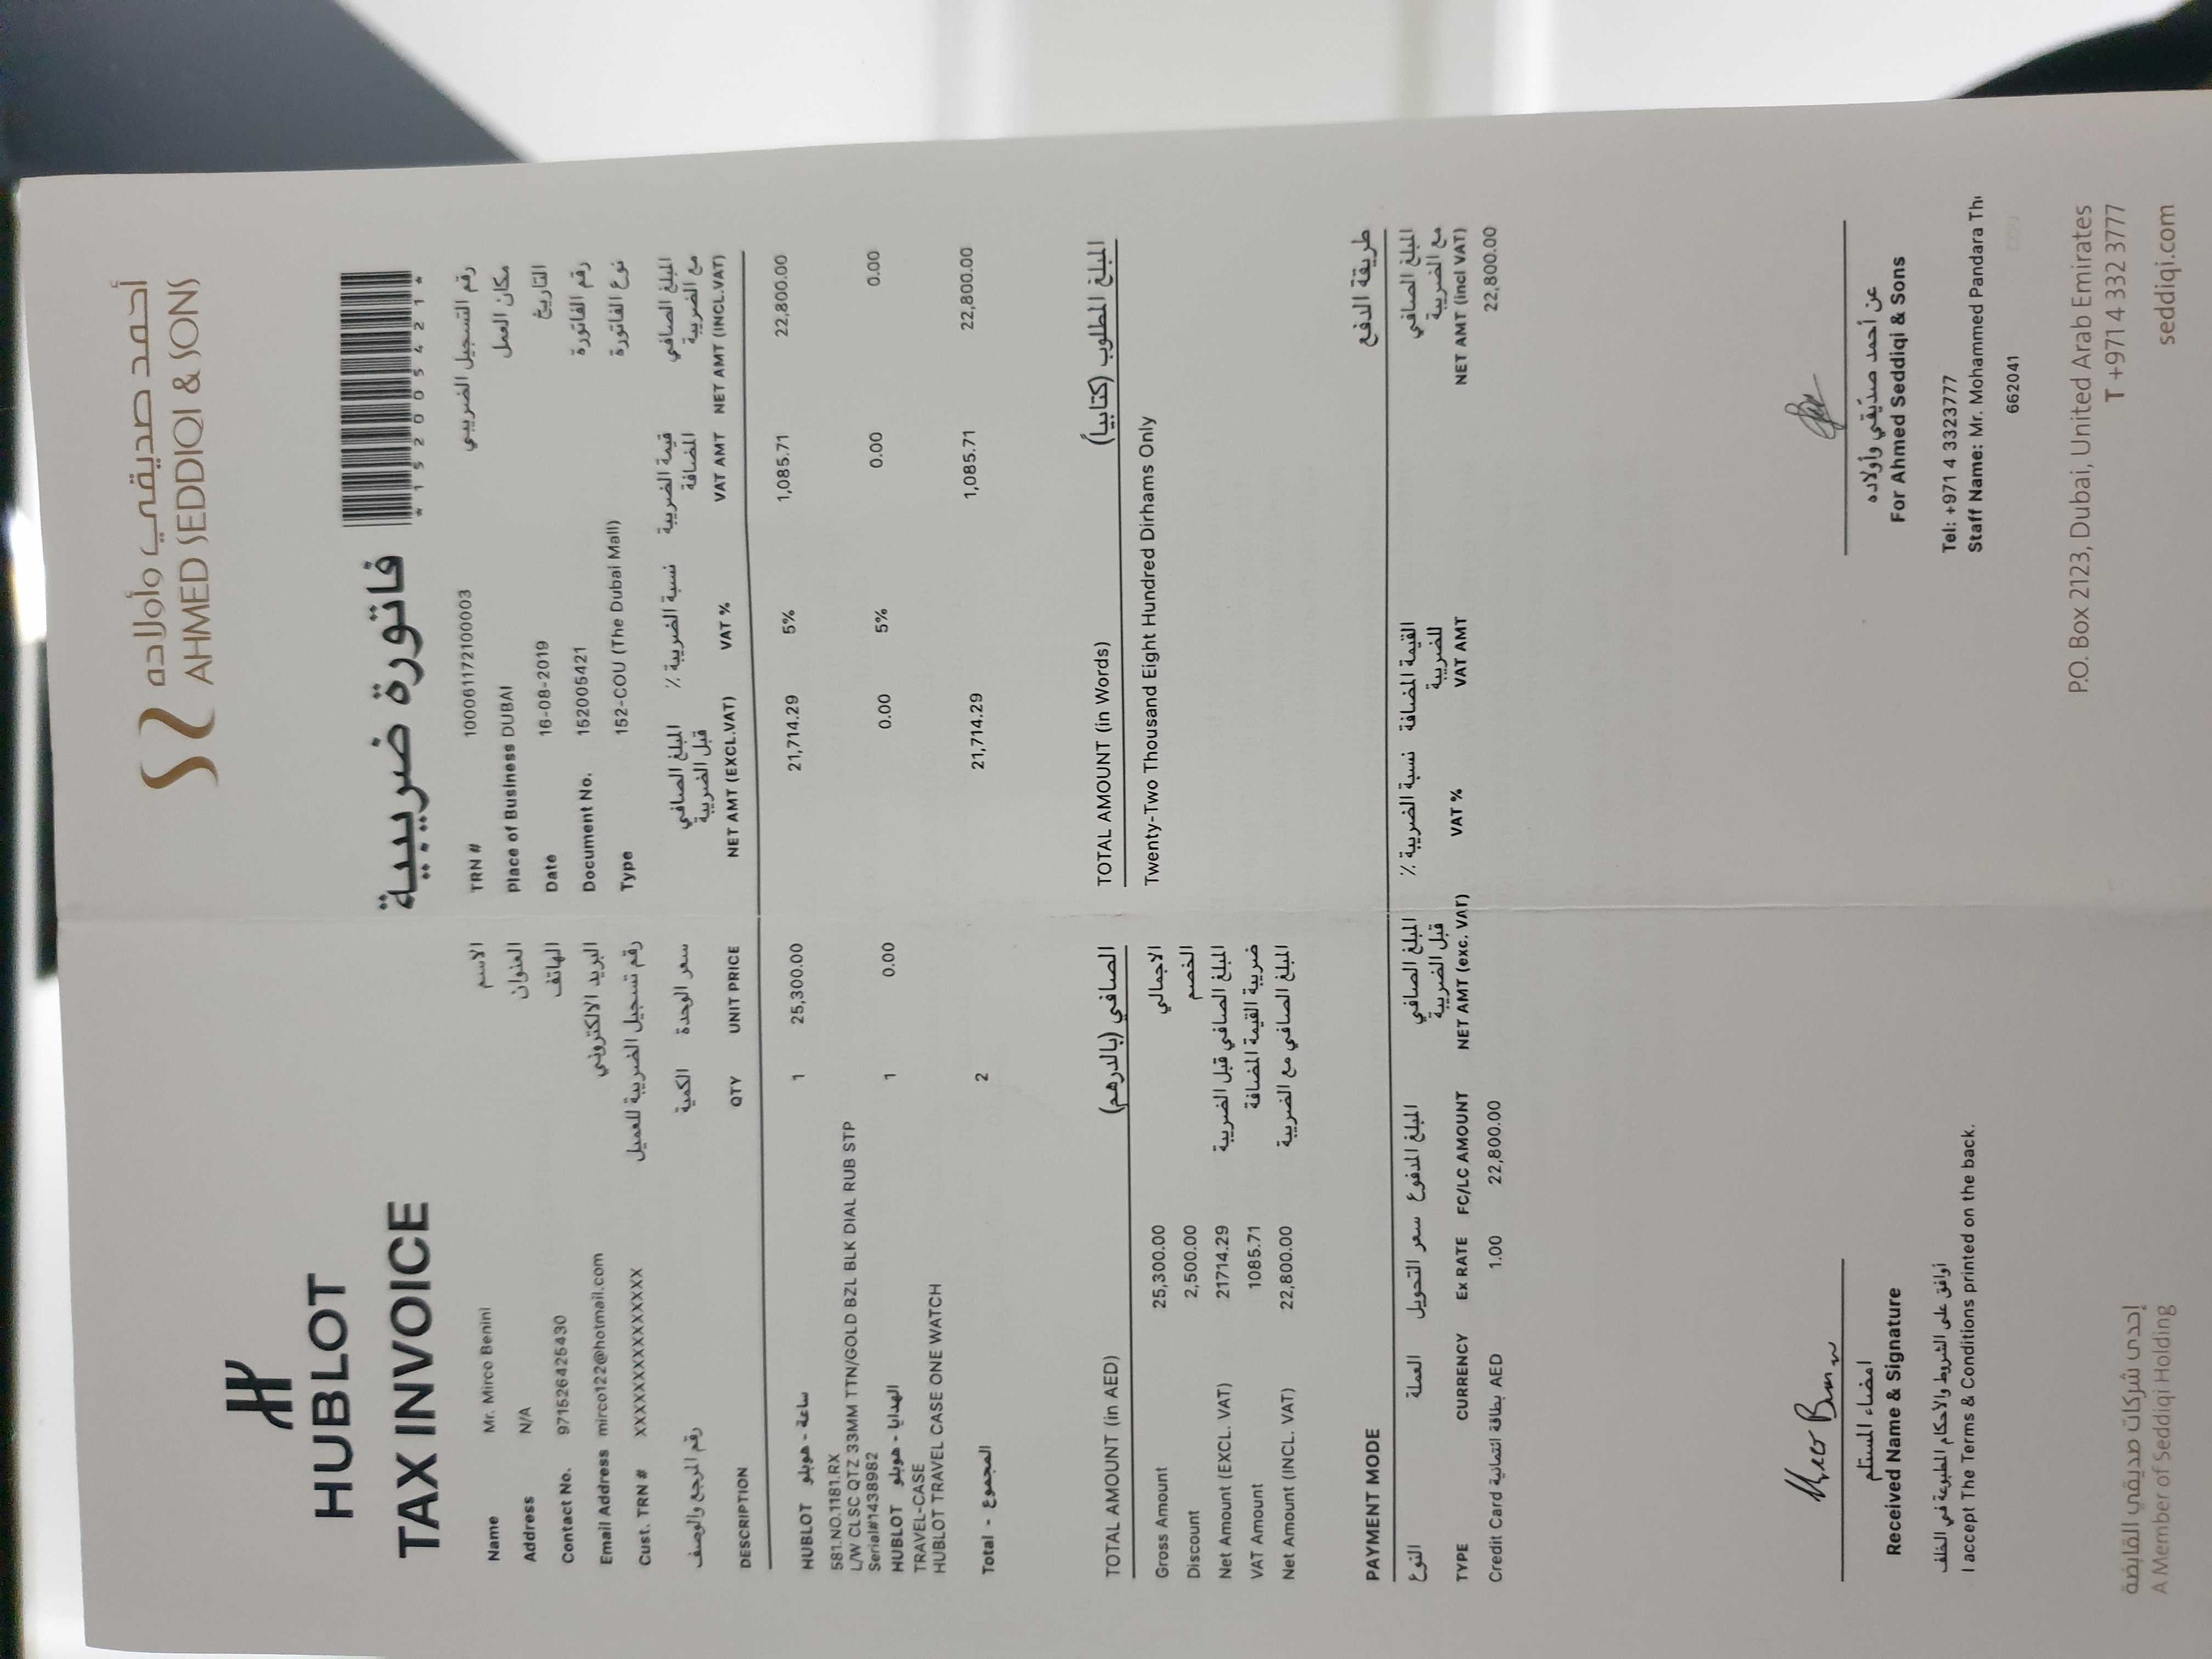 أحمد صديقي وأولاده
AHMED SEDDIQI & SONS
HUBLOT
TAX INVOICE
فاتورة ضريبية
*152005421*
Name Mr. Mirco Benini الاسم
Address N/A العنوان
Contact No. 971526425430 الهاتف
Email Address mirco122@hotmail.com البريد الالكتروني
Cust. TRN # XXXXXXXXXXXXXXX رقم تسجيل الضريبة للعميل
TRN # 100061172100003 رقم التسجيل الضريبي
Place of Business DUBAI مكان العمل
Date 16-08-2019 التاريخ
Document No. 152005421 رقم الفاتورة
Type 152-COU (The Dubai Mall) نوع الفاتورة
رقم المرجع والوصف الكمية سعر الوحدة المبلغ الصافي قبل الضريبة نسبة الضريبة ٪ قيمة الضريبة المضافة المبلغ الصافي مع الضريبة
DESCRIPTION QTY UNIT PRICE NET AMT (EXCL.VAT) VAT % VAT AMT NET AMT (INCL.VAT)
HUBLOT ساعة - هوبلو 1 25,300.00 21,714.29 5% 1,085.71 22,800.00
581.NO.1181.RX
L/W CLSC QTZ 33MM TTN/GOLD BZL BLK DIAL RUB STP
Serial#1438982
HUBLOT الهدايا - هوبلو 1 0.00 0.00 5% 0.00 0.00
TRAVEL-CASE
HUBLOT TRAVEL CASE ONE WATCH
Total - المجموع 2 21,714.29 1,085.71 22,800.00
TOTAL AMOUNT (in AED) الصافي (بالدرهم)
Gross Amount 25,300.00 الاجمالي
Discount 2,500.00 الخصم
Net Amount (EXCL. VAT) 21714.29 المبلغ الصافي قبل الضريبة
VAT Amount 1085.71 ضريبة القيمة المضافة
Net Amount (INCL. VAT) 22,800.00 المبلغ الصافي مع الضريبة
TOTAL AMOUNT (in Words) المبلغ المطلوب (كتابياً)
Twenty-Two Thousand Eight Hundred Dirhams Only
PAYMENT MODE طريقة الدفع
النوع العملة سعر التحويل المبلغ المدفوع المبلغ الصافي قبل الضريبة نسبة الضريبة ٪ القيمة المضافة للضريبة المبلغ الصافي مع الضريبة
TYPE CURRENCY Ex RATE FC/LC AMOUNT NET AMT (exc. VAT) VAT % VAT AMT NET AMT (incl VAT)
Credit Card بطاقة ائتمانية AED 1.00 22,800.00 22,800.00
امضاء المستلم
Received Name & Signature
أوافق على الشروط والأحكام المطبوعة في الخلف
I accept The Terms & Conditions printed on the back.
عن أحمد صديقي وأولاده
For Ahmed Seddiqi & Sons
Tel: +971 4 3323777
Staff Name: Mr. Mohammed Pandara
662041
إحدى شركات صديقي القابضة
A Member of Seddiqi Holding
P.O. Box 2123, Dubai, United Arab Emirates
T +971 4 332 3777
seddiqi.com